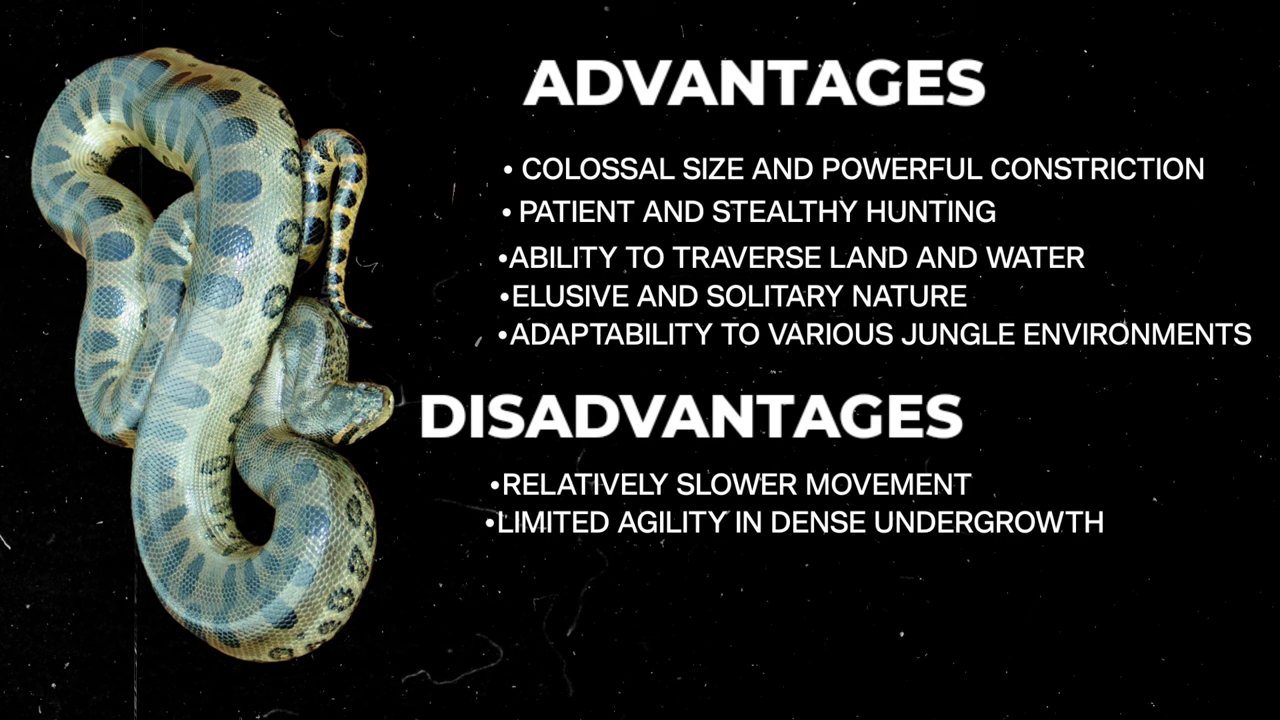 ADVANTAGES
• COLOSSAL SIZE AND POWERFUL CONSTRICTION
• PATIENT AND STEALTHY HUNTING
•ABILITY TO TRAVERSE LAND AND WATER
•ELUSIVE AND SOLITARY NATURE
•ADAPTABILITY TO VARIOUS JUNGLE ENVIRONMENTS
DISADVANTAGES
•RELATIVELY SLOWER MOVEMENT
•LIMITED AGILITY IN DENSE UNDERGROWTH